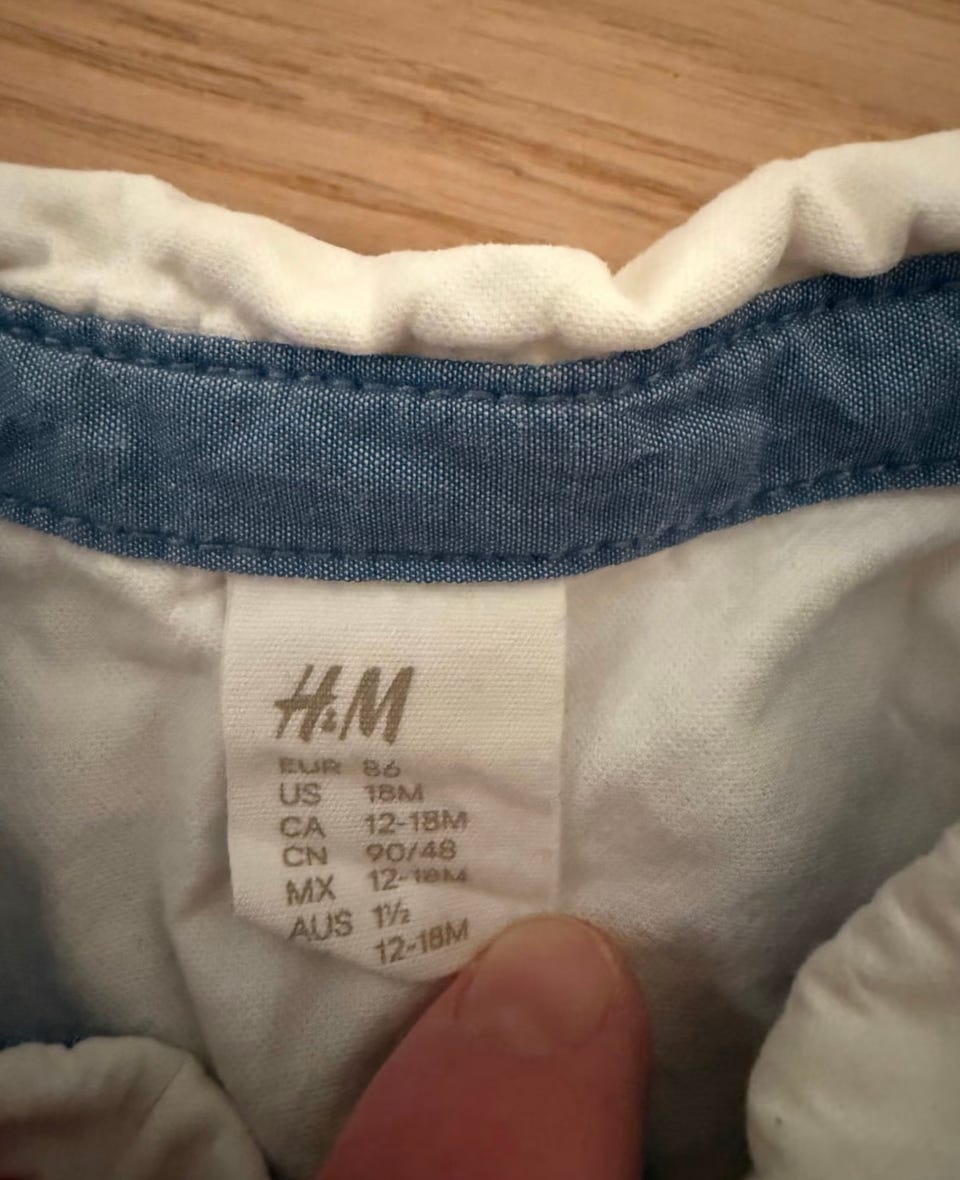 H&M
EUR 86
US 18M
CA 12-18M
CN 90/48
MX 12-18M
AUS 1½
12-18M